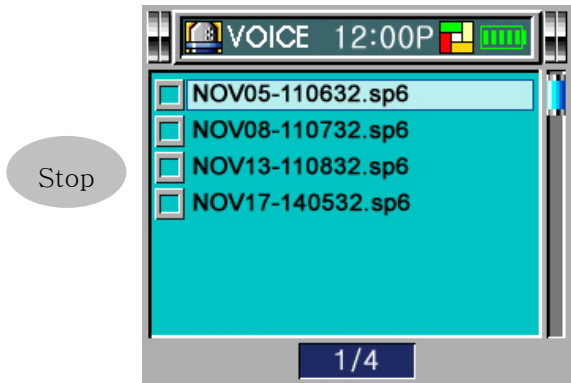 VOICE 12:00P
NOV05-110632.sp6
NOV08-110732.sp6
NOV13-110832.sp6
Stop
NOV17-140532.sp6
1/4